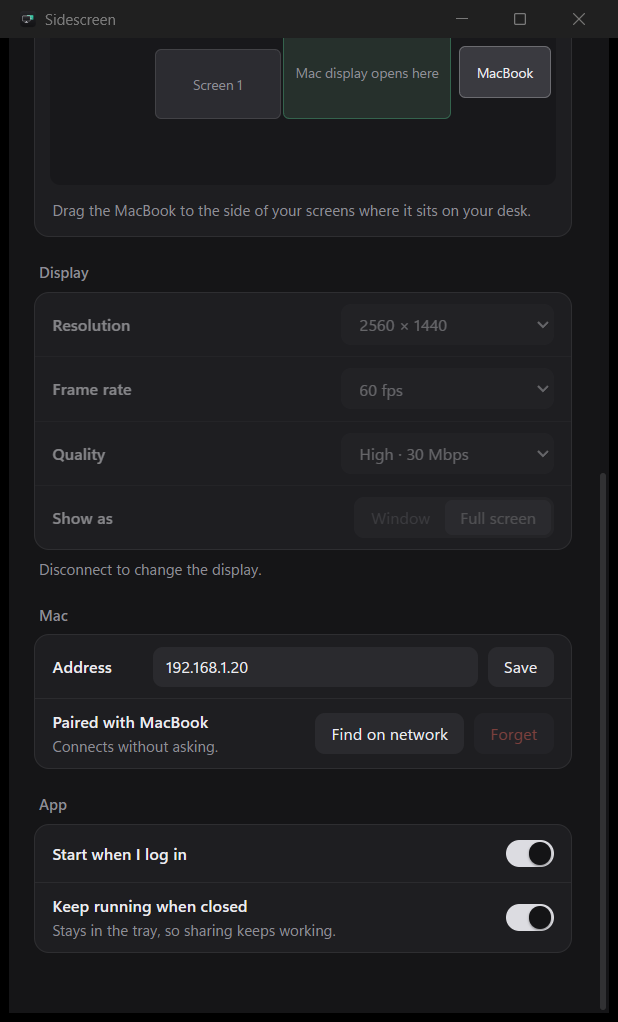 Sidescreen
Screen 1
Mac display opens here
MacBook
Drag the MacBook to the side of your screens where it sits on your desk.
Display
Resolution
2560 × 1440
Frame rate
60 fps
Quality
High · 30 Mbps
Show as
Window
Full screen
Disconnect to change the display.
Mac
Address
192.168.1.20
Save
Paired with MacBook
Connects without asking.
Find on network
Forget
App
Start when I log in
Keep running when closed
Stays in the tray, so sharing keeps working.